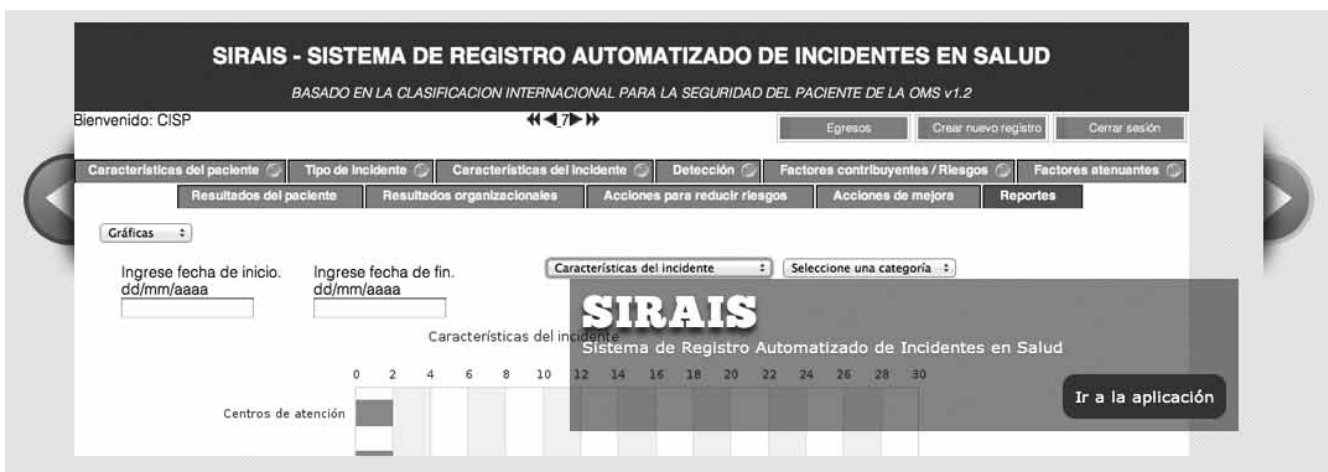 SIRAIS - SISTEMA DE REGISTRO AUTOMATIZADO DE INCIDENTES EN SALUD
BASADO EN LA CLASIFICACION INTERNACIONAL PARA LA SEGURIDAD DEL PACIENTE DE LA OMS v1.2
Bienvenido: CISP 7 Egresos Crear nuevo registro Cerrar sesión
Características del paciente Tipo de Incidente Características del Incidente Detección Factores contribuyentes / Riesgos Factores atenuantes
Resultados del paciente Resultados organizacionales Acciones para reducir riesgos Acciones de mejora Reportes
Gráficas
Ingrese fecha de inicio. Ingrese fecha de fin. Características del incidente Seleccione una categoría
dd/mm/aaaa dd/mm/aaaa
SIRAIS
Características del incidente
Sistema de Registro Automatizado de Incidentes en Salud
0 2 4 6 8 10 12 14 16 18 20 22 24 26 28 30
Ir a la aplicación
Centros de atención